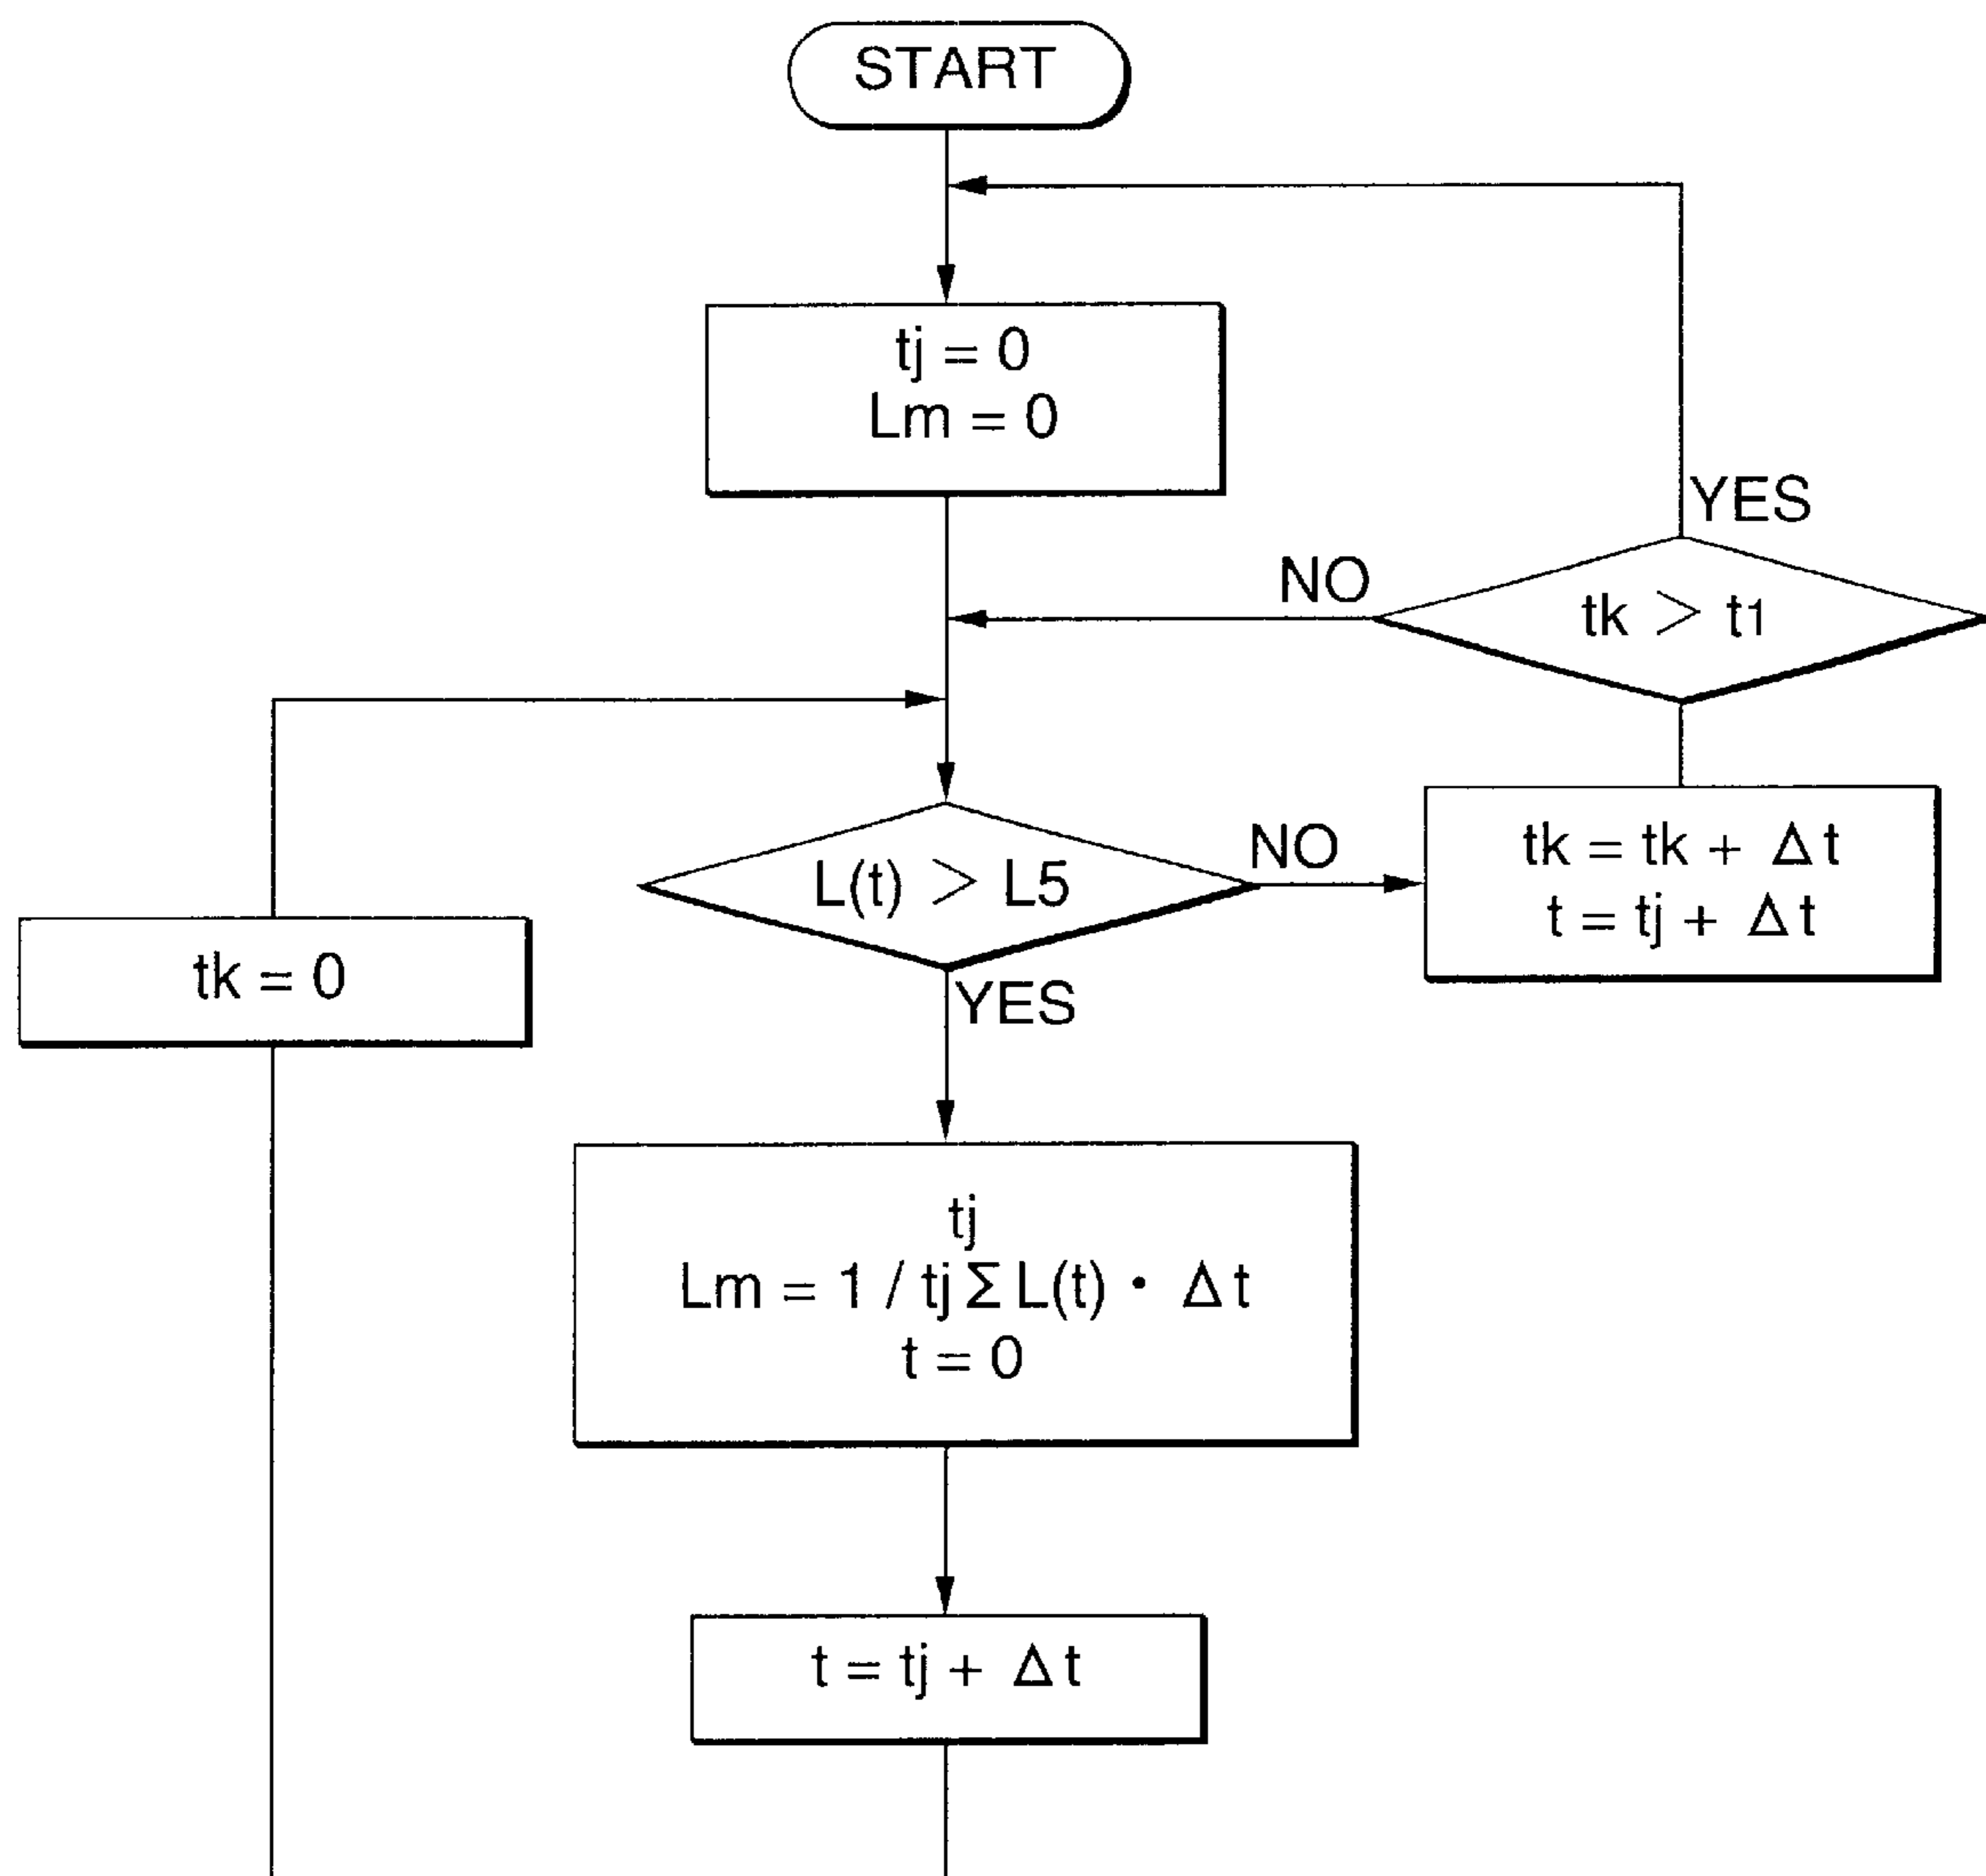 START
tj = 0
Lm = 0
YES
NO
tk > t1
L(t) > L5
NO
tk = tk + Δt
t = tj + Δt
tk = 0
YES
tj
Lm = 1 / tj Σ L(t) · Δt
t = 0
t = tj + Δt